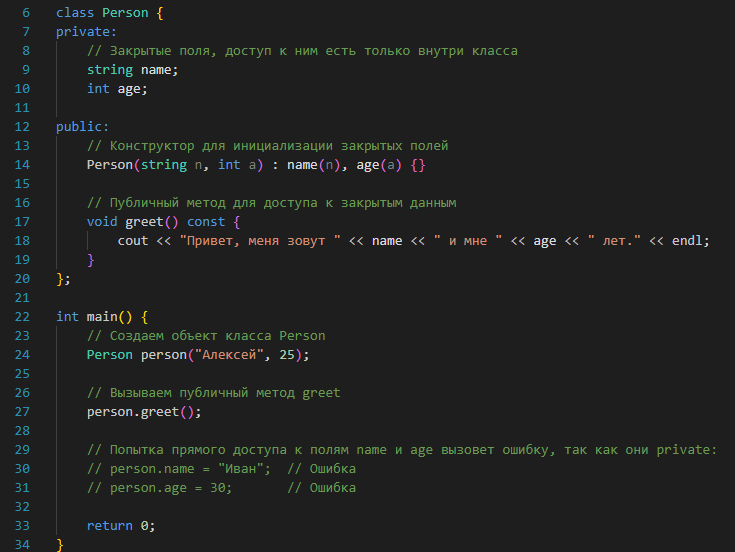 6 class Person {
7 private:
8     // Закрытые поля, доступ к ним есть только внутри класса
9     string name;
10     int age;
11
12 public:
13     // Конструктор для инициализации закрытых полей
14     Person(string n, int a) : name(n), age(a) {}
15
16     // Публичный метод для доступа к закрытым данным
17     void greet() const {
18         cout << "Привет, меня зовут " << name << " и мне " << age << " лет." << endl;
19     }
20 };
21
22 int main() {
23     // Создаем объект класса Person
24     Person person("Алексей", 25);
25
26     // Вызываем публичный метод greet
27     person.greet();
28
29     // Попытка прямого доступа к полям name и age вызовет ошибку, так как они private:
30     // person.name = "Иван";  // Ошибка
31     // person.age = 30;       // Ошибка
32
33     return 0;
34 }